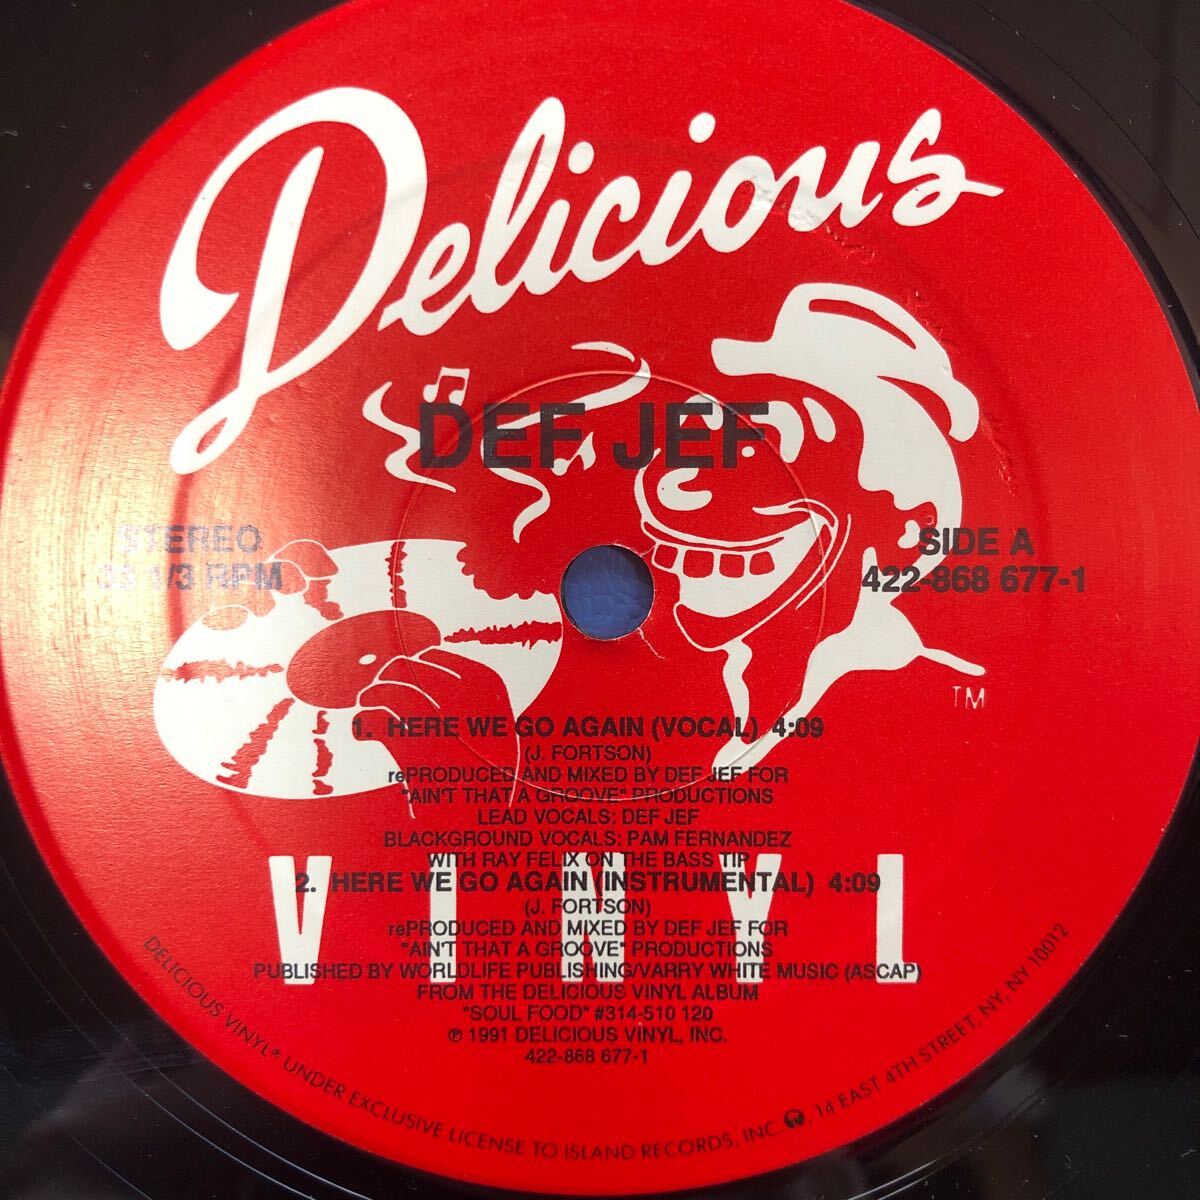 Delicious
DEF JEF
STEREO
33 1/3 RPM
SIDE A
422-868 677-1
TM
1. HERE WE GO AGAIN (VOCAL) 4:09
(J. FORTSON)
rePRODUCED AND MIXED BY DEF JEF FOR
"AIN'T THAT A GROOVE" PRODUCTIONS
LEAD VOCALS: DEF JEF
BLACKGROUND VOCALS: PAM FERNANDEZ
WITH RAY FELIX ON THE BASS TIP
2. HERE WE GO AGAIN (INSTRUMENTAL) 4:09
(J. FORTSON)
rePRODUCED AND MIXED BY DEF JEF FOR
"AIN'T THAT A GROOVE" PRODUCTIONS
PUBLISHED BY WORLDLIFE PUBLISHING/VARRY WHITE MUSIC (ASCAP)
FROM THE DELICIOUS VINYL ALBUM
"SOUL FOOD" #314-510 120
℗ 1991 DELICIOUS VINYL, INC.
422-868 677-1
VINYL
DELICIOUS VINYL® UNDER EXCLUSIVE LICENSE TO ISLAND RECORDS, INC. , 14 EAST 4TH STREET, NY, NY 10012